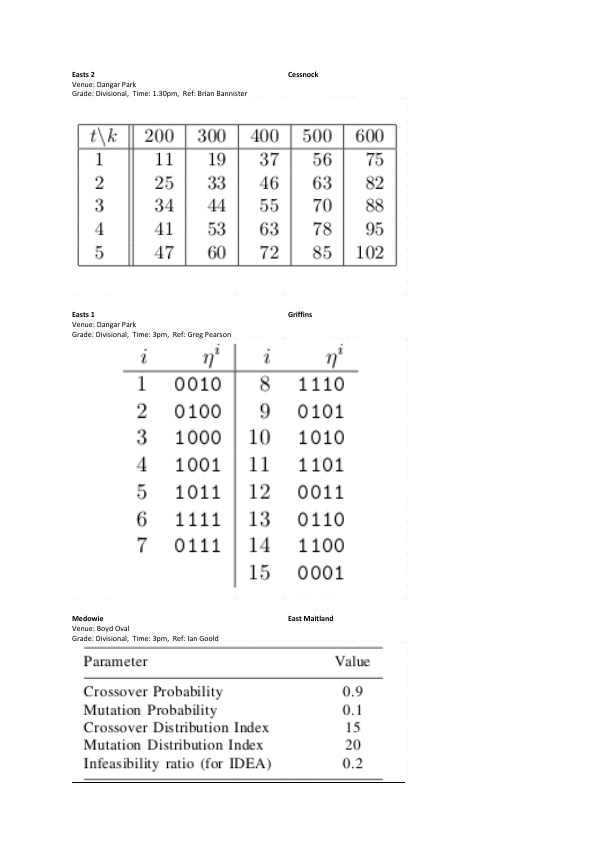 Easts 2 Cessnock
Venue: Dangar Park
Grade: Divisional, Time: 1.30pm, Ref: Brian Bannister
t\k 200 300 400 500 600
1 11 19 37 56 75
2 25 33 46 63 82
3 34 44 55 70 88
4 41 53 63 78 95
5 47 60 72 85 102
Easts 1 Griffins
Venue: Dangar Park
Grade: Divisional, Time: 3pm, Ref: Greg Pearson
i η^i i η^i
1 0010 8 1110
2 0100 9 0101
3 1000 10 1010
4 1001 11 1101
5 1011 12 0011
6 1111 13 0110
7 0111 14 1100
15 0001
Medowie East Maitland
Venue: Boyd Oval
Grade: Divisional, Time: 3pm, Ref: Ian Goold
Parameter Value
Crossover Probability 0.9
Mutation Probability 0.1
Crossover Distribution Index 15
Mutation Distribution Index 20
Infeasibility ratio (for IDEA) 0.2